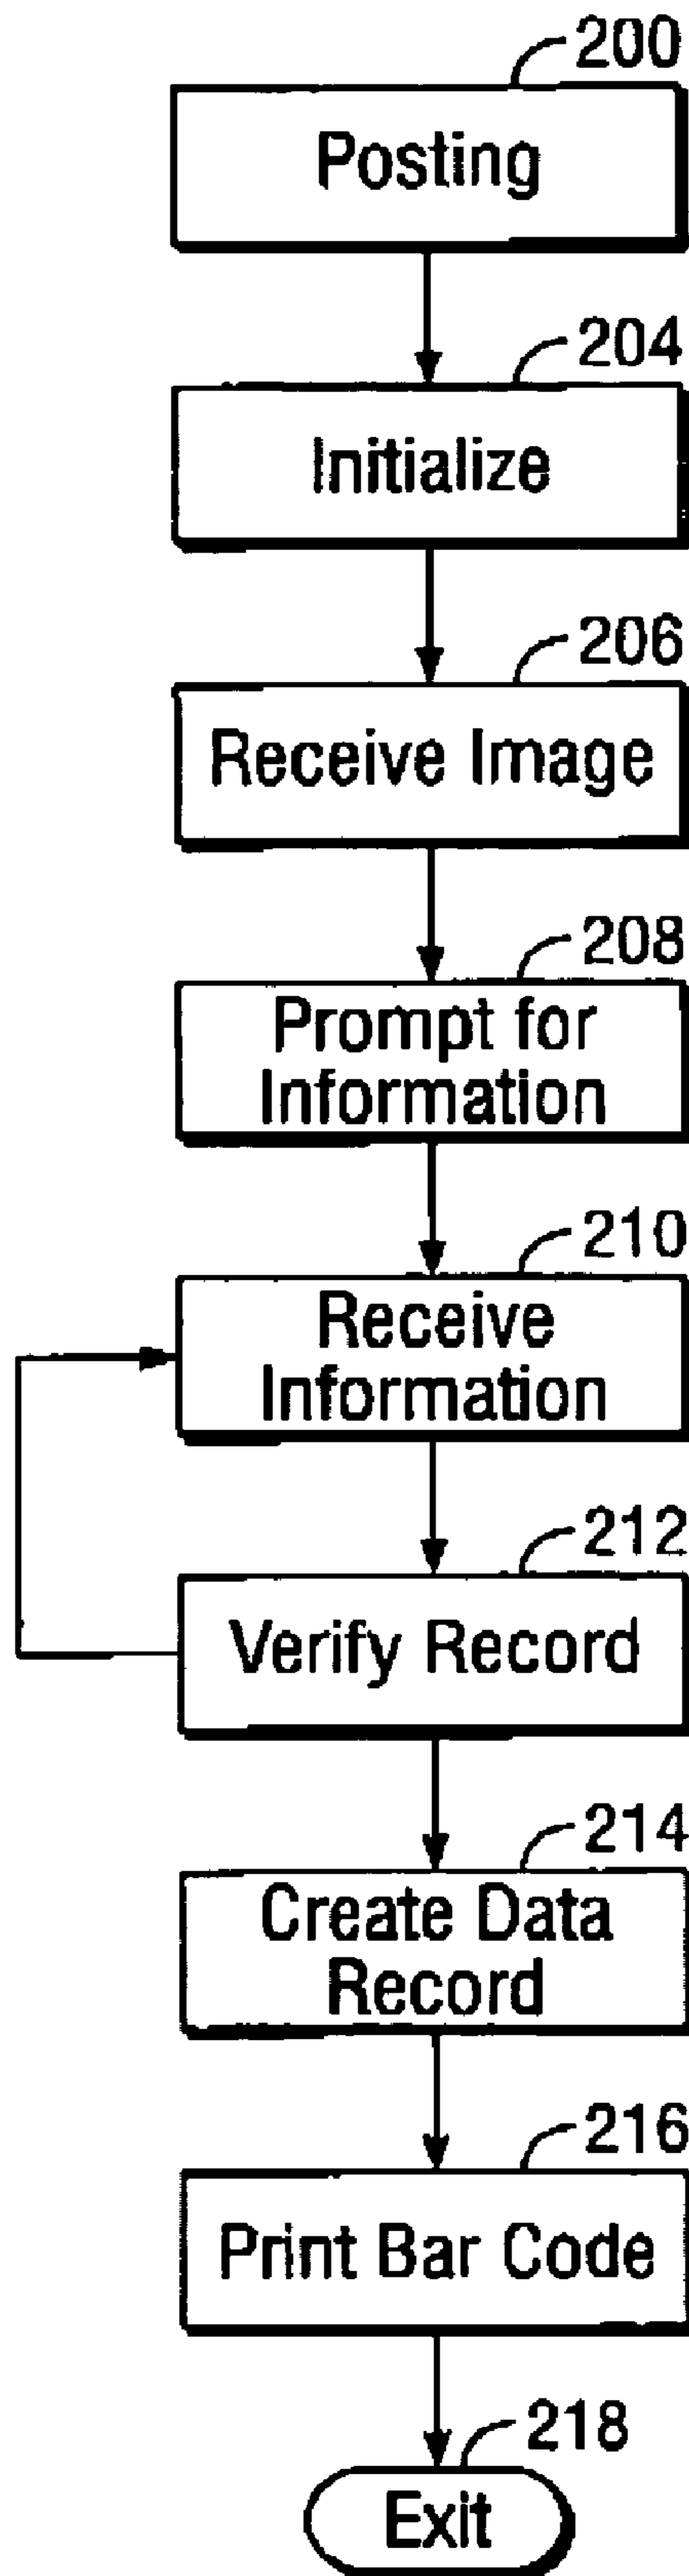 200
Posting
204
Initialize
206
Receive Image
208
Prompt for
Information
210
Receive
Information
212
Verify Record
214
Create Data
Record
216
Print Bar Code
218
Exit